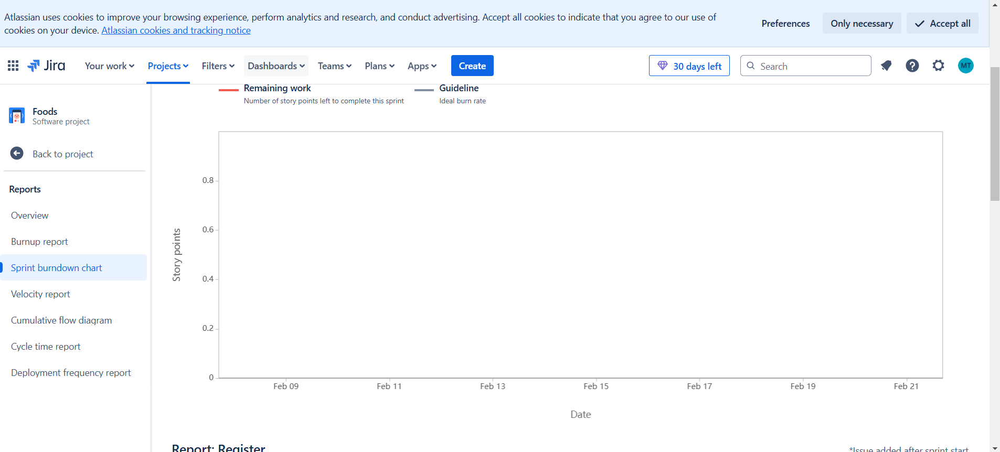 Atlassian uses cookies to improve your browsing experience, perform analytics and research, and conduct advertising. Accept all cookies to indicate that you agree to our use of
cookies on your device. Atlassian cookies and tracking notice
Preferences
Only necessary
Accept all
Jira
Your work
Projects
Filters
Dashboards
Teams
Plans
Apps
Create
30 days left
Search
MT
Foods
Software project
Back to project
Reports
Overview
Burnup report
Sprint burndown chart
Velocity report
Cumulative flow diagram
Cycle time report
Deployment frequency report
Remaining work
Number of story points left to complete this sprint
Guideline
Ideal burn rate
Story points
0.8
0.6
0.4
0.2
0
Feb 09
Feb 11
Feb 13
Feb 15
Feb 17
Feb 19
Feb 21
Date
Report: Register
*Issue added after sprint start